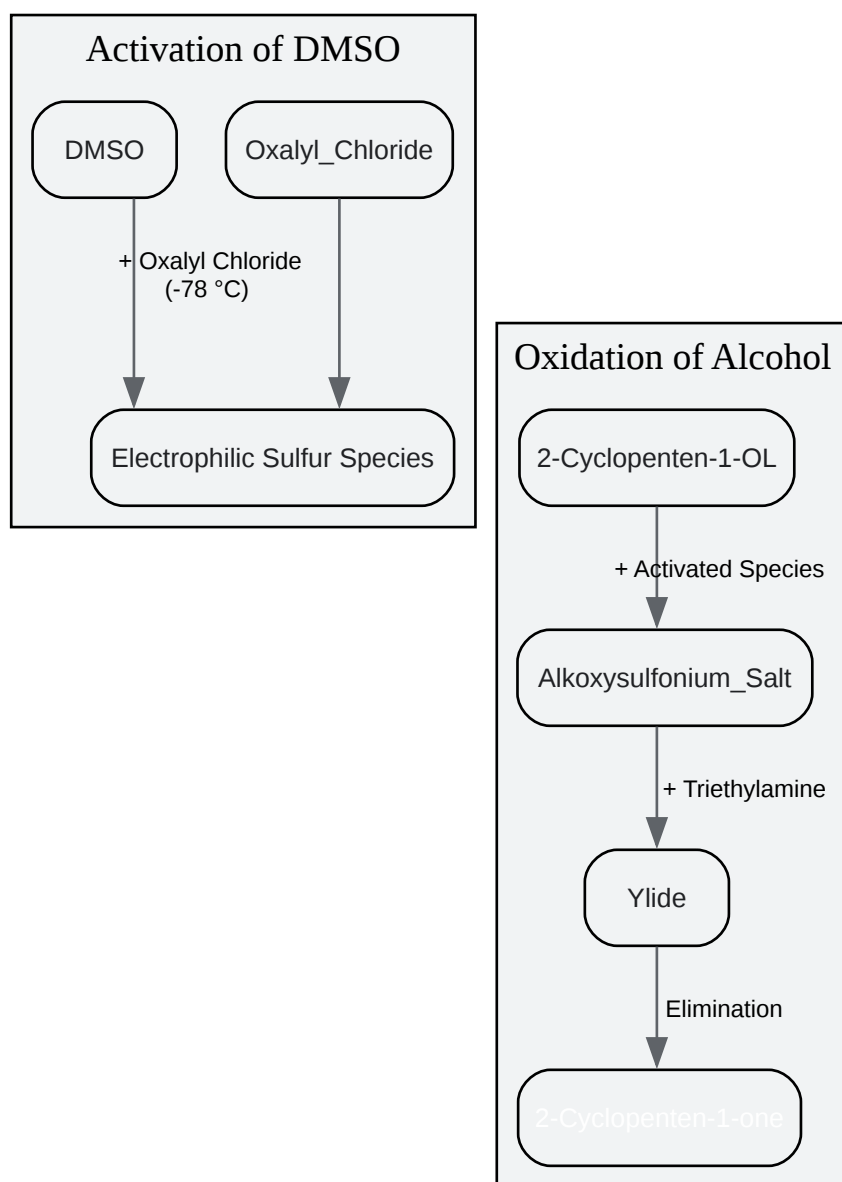 Activation of DMSO
DMSO
Oxalyl_Chloride
+ Oxalyl Chloride
(-78 °C)
Electrophilic Sulfur Species
Oxidation of Alcohol
2-Cyclopenten-1-OL
+ Activated Species
Alkoxysulfonium_Salt
+ Triethylamine
Ylide
Elimination
2-Cyclopenten-1-one